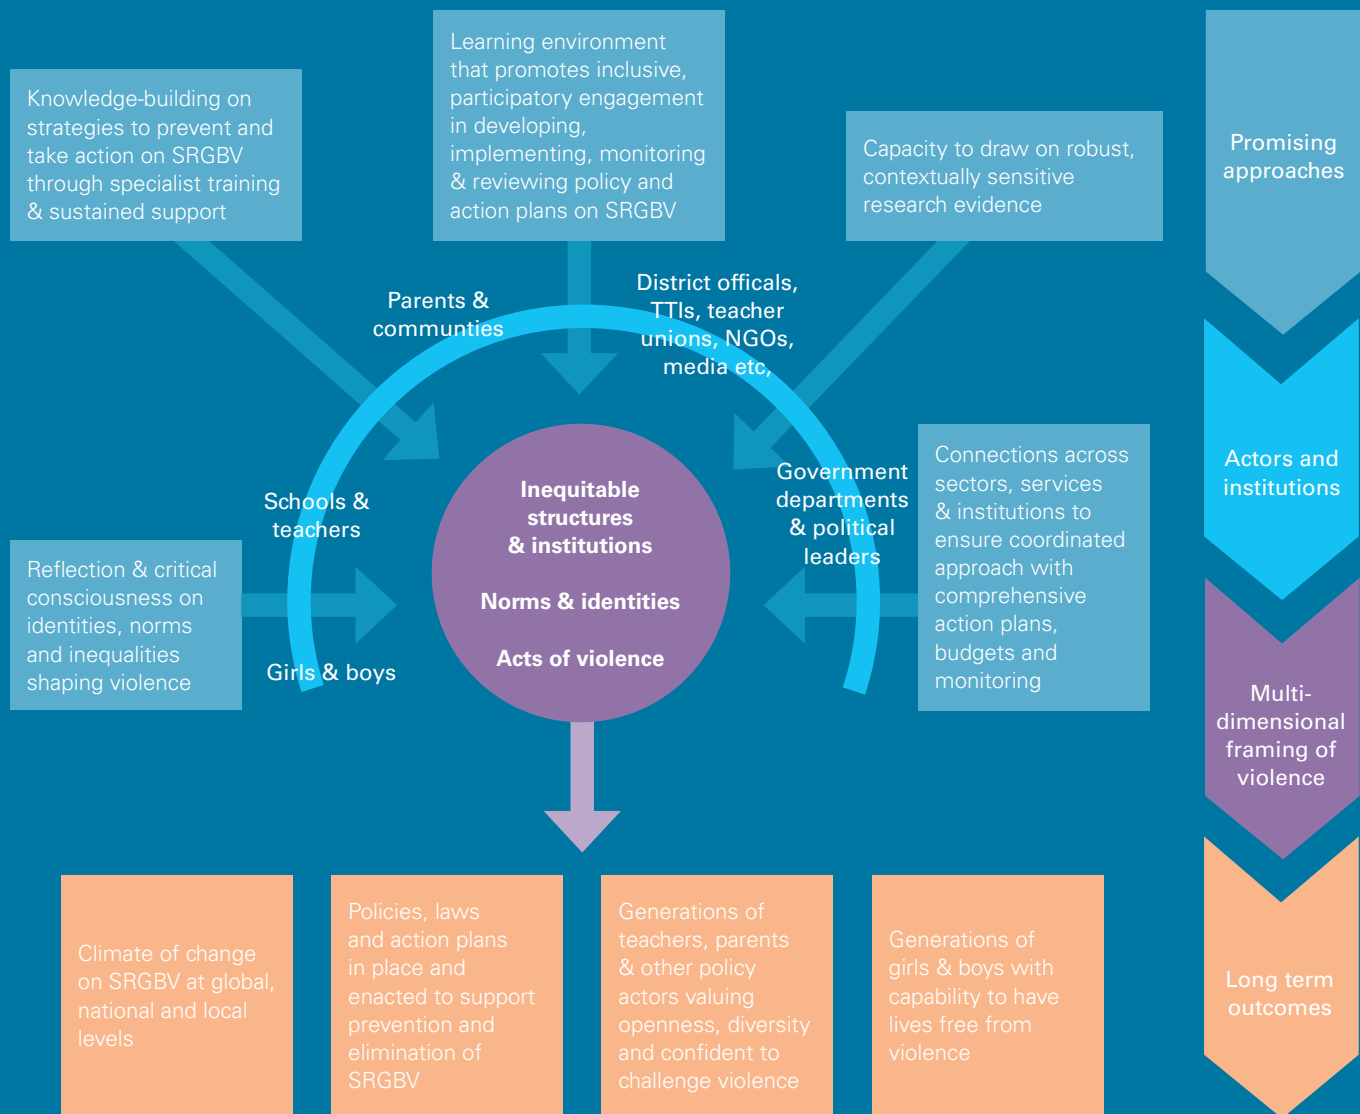 Knowledge-building on
strategies to prevent and
take action on SRGBV
through specialist training
& sustained support
Learning environment
that promotes inclusive,
participatory engagement
in developing,
implementing, monitoring
& reviewing policy and
action plans on SRGBV
Capacity to draw on robust,
contextually sensitive
research evidence
Promising
approaches
Parents &
communties
District officals,
TTIs, teacher
unions, NGOs,
media etc,
Schools &
teachers
Girls & boys
Government
departments
& political
leaders
Reflection & critical
consciousness on
identities, norms
and inequalities
shaping violence
Inequitable
structures
& institutions
Norms & identities
Acts of violence
Connections across
sectors, services
& institutions to
ensure coordinated
approach with
comprehensive
action plans,
budgets and
monitoring
Actors and
institutions
Multi-
dimensional
framing of
violence
Climate of change
on SRGBV at global,
national and local
levels
Policies, laws
and action plans
in place and
enacted to support
prevention and
elimination of
SRGBV
Generations of
teachers, parents
& other policy
actors valuing
openness, diversity
and confident to
challenge violence
Generations of
girls & boys with
capability to have
lives free from
violence
Long term
outcomes